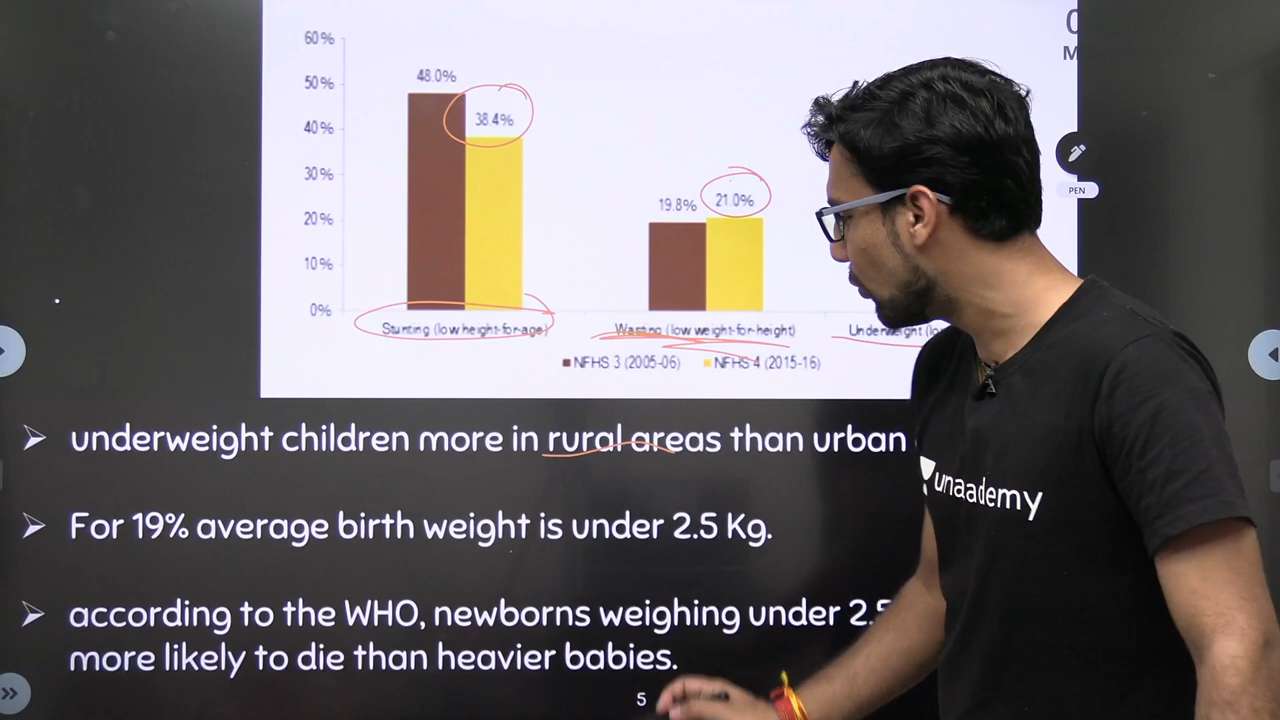 60%
50%
40%
30%
20%
10%
0%
48.0%
38.4%
19.8%
21.0%
Stunting (low height-for-age)
Wasting (low weight-for-height)
Underweight
NFHS 3 (2005-06)
NFHS 4 (2015-16)
PEN
underweight children more in rural areas than urban
For 19% average birth weight is under 2.5 Kg.
according to the WHO, newborns weighing under 2.5
more likely to die than heavier babies.
5
unaademy